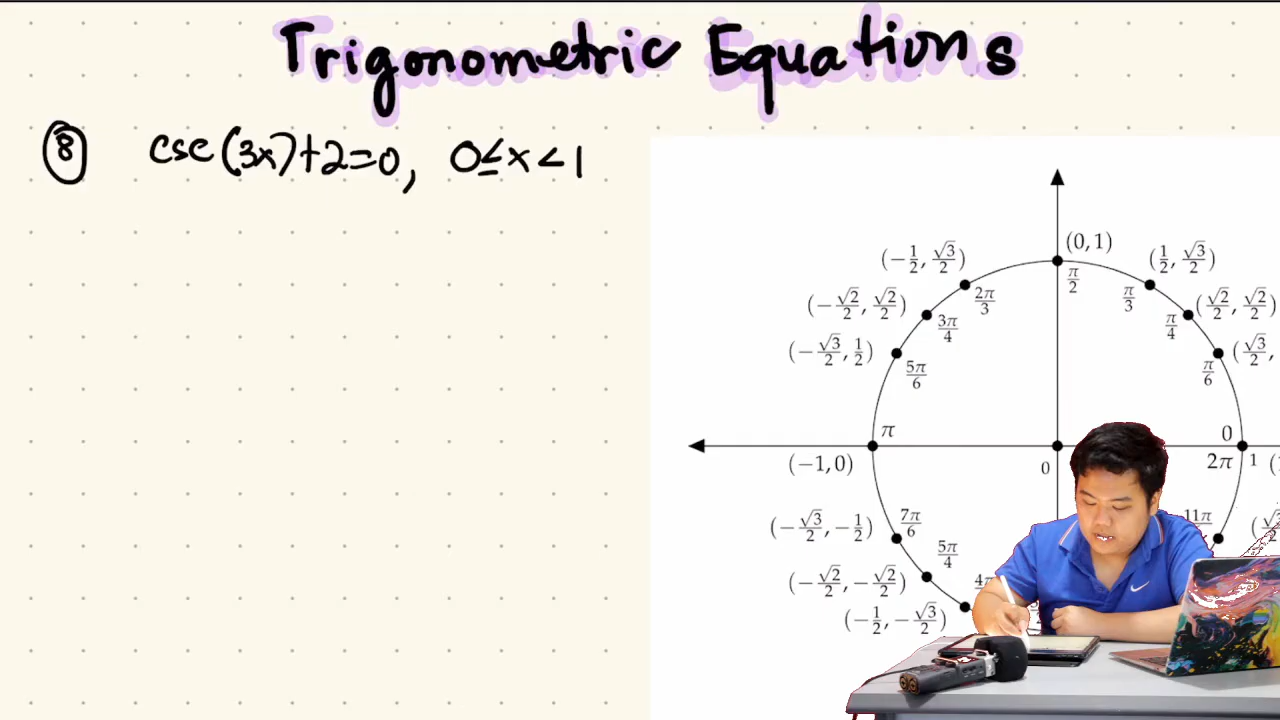 Trigonometric Equations
8 csc(3x)+2=0, 0≤x<1
(0, 1)
(-1/2, √3/2) (1/2, √3/2)
π/2
2π/3 π/3
(-√2/2, √2/2) (√2/2, √2/2)
3π/4 π/4
(-√3/2, 1/2) (√3/2,
5π/6 π/6
π 0
(-1, 0) 0 2π 1
(-√3/2, -1/2) 7π/6 11π
5π/4
(-√2/2, -√2/2) 4π
(-1/2, -√3/2)